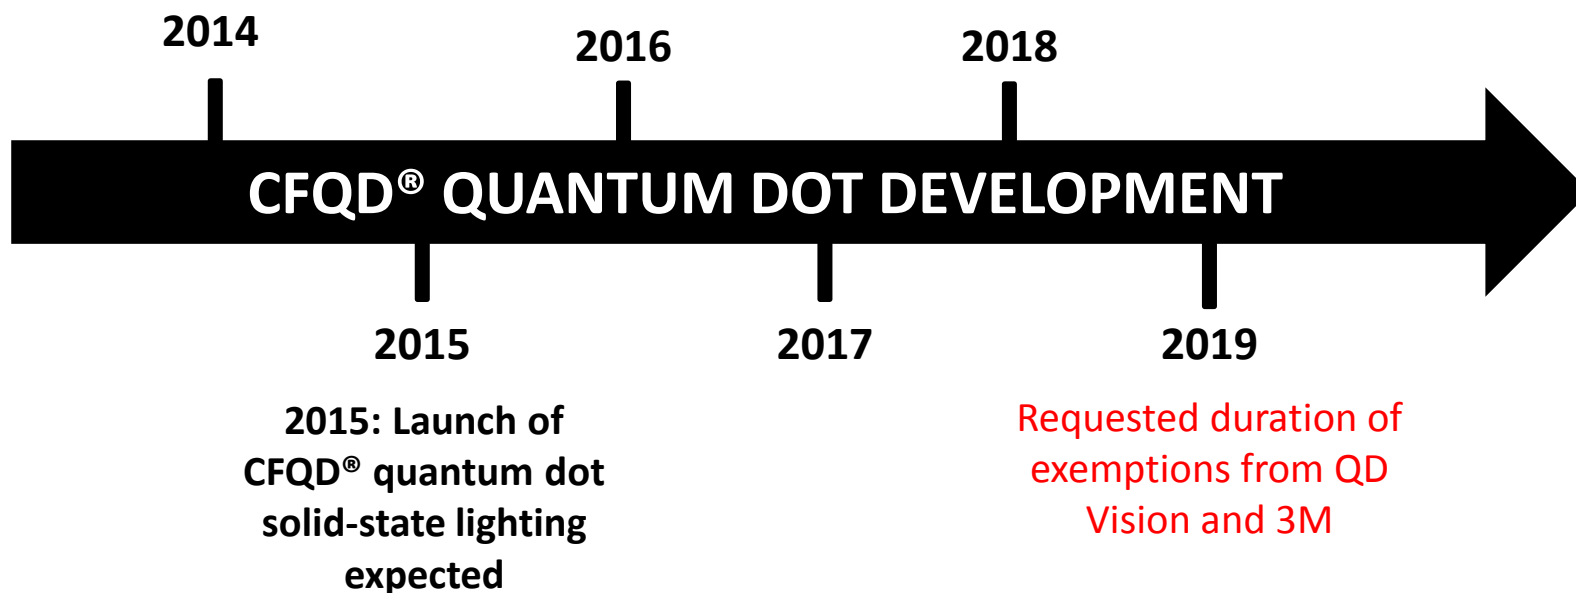 2014
2016
2018
CFQD® QUANTUM DOT DEVELOPMENT
2015
2017
2019
2015: Launch of
CFQD® quantum dot
solid-state lighting
expected
Requested duration of
exemptions from QD
Vision and 3M